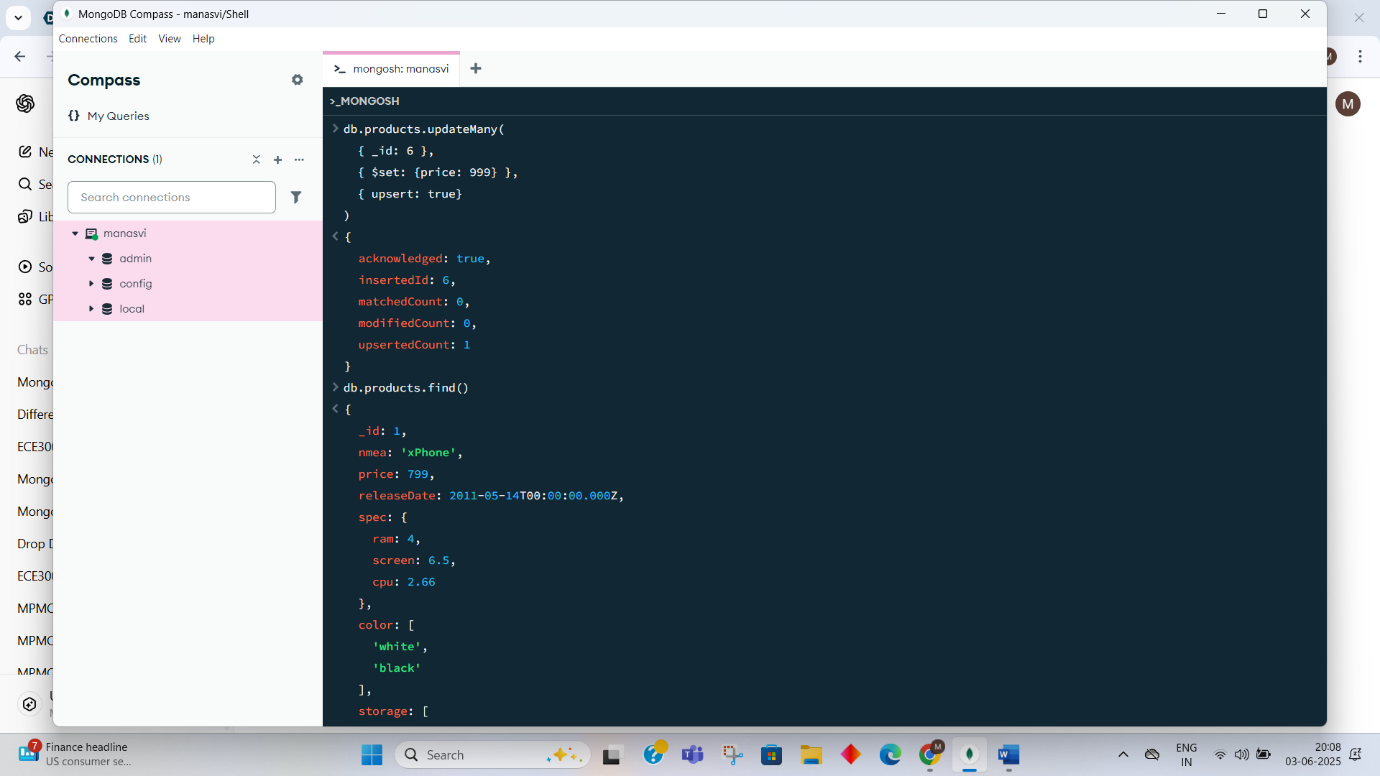 MongoDB Compass - manasvi/Shell
Connections Edit View Help
Compass
{} My Queries
CONNECTIONS (1)
Search connections
manasvi
admin
config
local
>_ mongosh: manasvi
>_MONGOSH
> db.products.updateMany(
{ _id: 6 },
{ $set: {price: 999} },
{ upsert: true}
)
< {
acknowledged: true,
insertedId: 6,
matchedCount: 0,
modifiedCount: 0,
upsertedCount: 1
}
> db.products.find()
< {
_id: 1,
nmea: 'xPhone',
price: 799,
releaseDate: 2011-05-14T00:00:00.000Z,
spec: {
ram: 4,
screen: 6.5,
cpu: 2.66
},
color: [
'white',
'black'
],
storage: [
Chats
ECE30
MPMC
MPMC
M
M
7
Finance headline
US consumer se...
Search
M
ENG
IN
20:08
03-06-2025